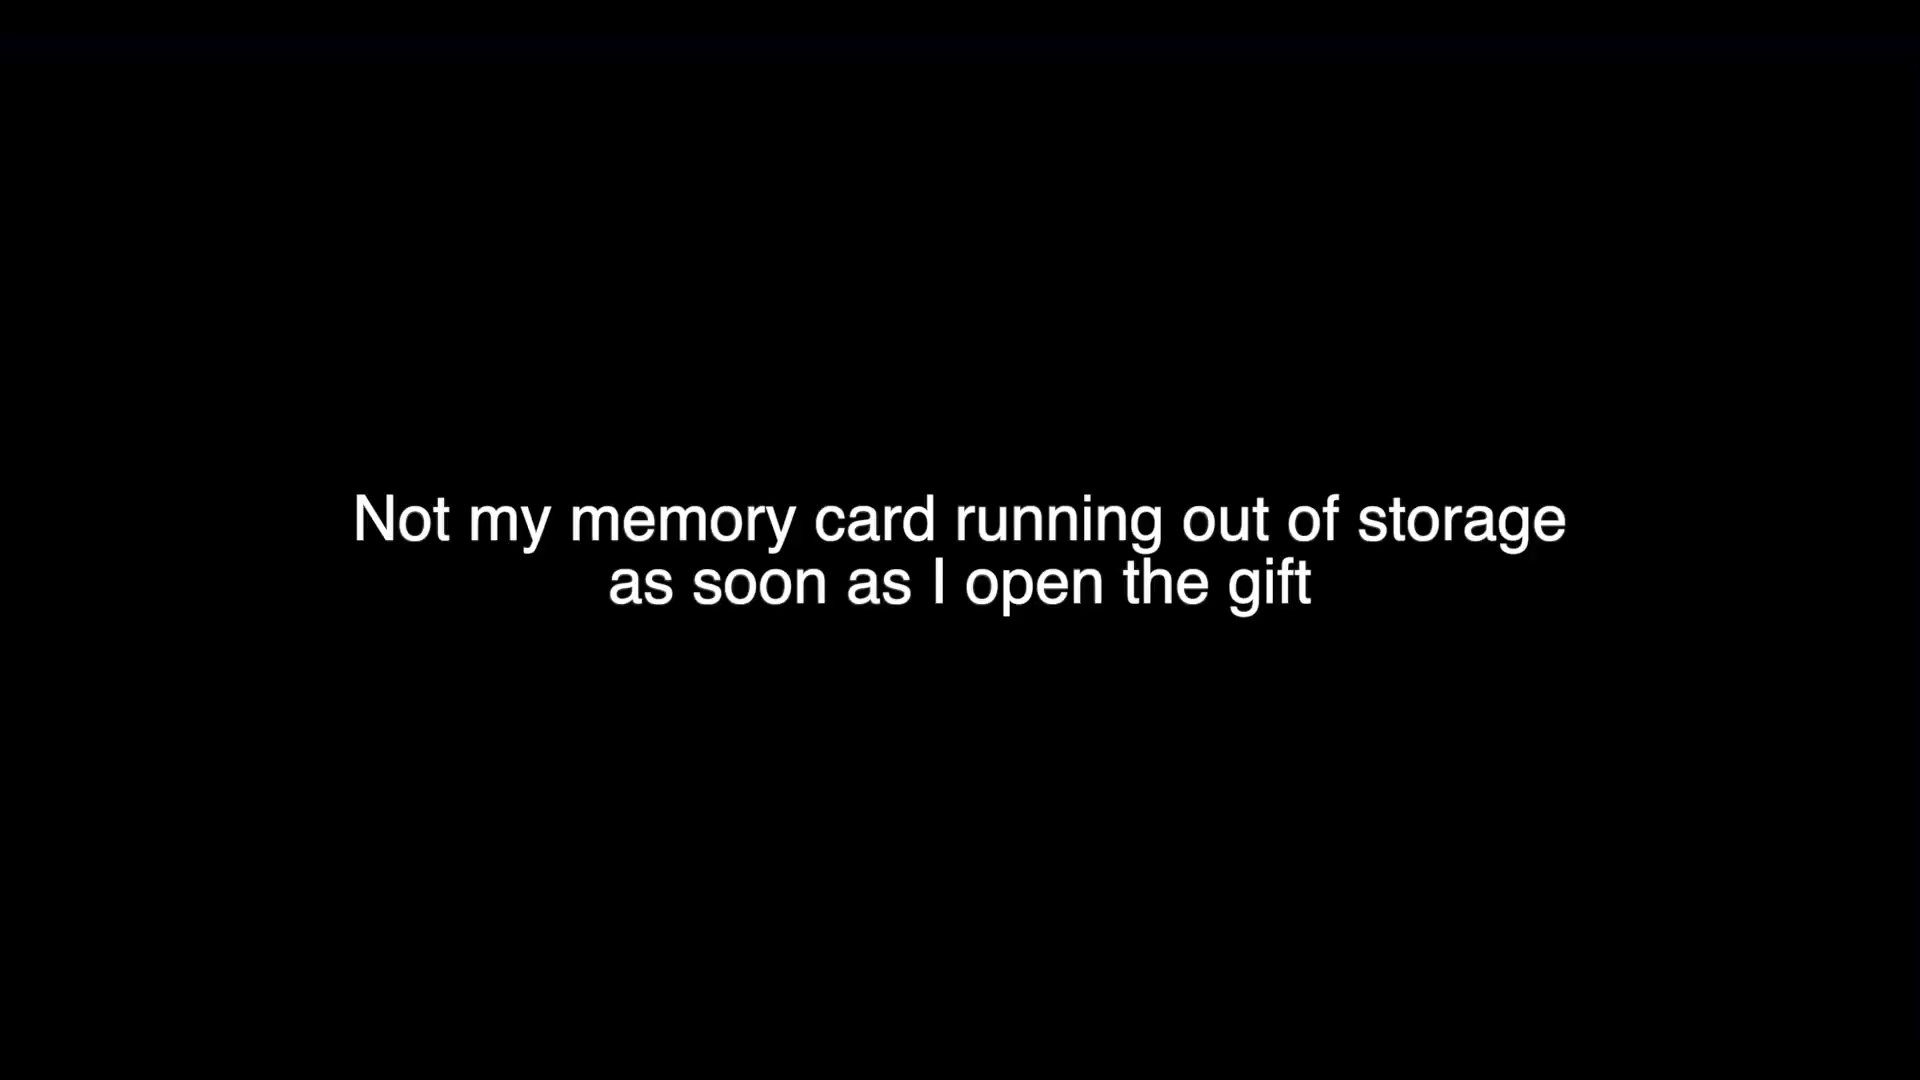 Not my memory card running out of storage
as soon as I open the gift